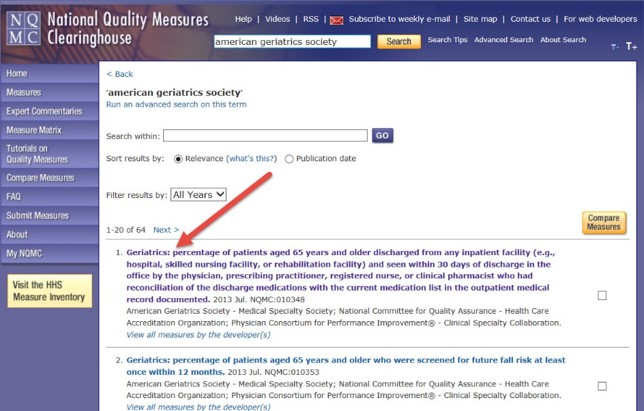 NQMC
National Quality Measures
Clearinghouse
Help | Videos | RSS | Subscribe to weekly e-mail | Site map | Contact us | For web developers
american geriatrics society Search Search Tips Advanced Search About Search T- T+
Home
Measures
Expert Commentaries
Measure Matrix
Tutorials on
Quality Measures
Compare Measures
FAQ
Submit Measures
About
My NQMC
Visit the HHS
Measure Inventory
< Back
'american geriatrics society'
Run an advanced search on this term
Search within: GO
Sort results by: Relevance (what's this?) Publication date
Filter results by: All Years
1-20 of 64 Next >
Compare
Measures
1. Geriatrics: percentage of patients aged 65 years and older discharged from any inpatient facility (e.g.,
hospital, skilled nursing facility, or rehabilitation facility) and seen within 30 days of discharge in the
office by the physician, prescribing practitioner, registered nurse, or clinical pharmacist who had
reconciliation of the discharge medications with the current medication list in the outpatient medical
record documented. 2013 Jul. NQMC:010348
American Geriatrics Society - Medical Specialty Society; National Committee for Quality Assurance - Health Care
Accreditation Organization; Physician Consortium for Performance Improvement® - Clinical Specialty Collaboration.
View all measures by the developer(s)
2. Geriatrics: percentage of patients aged 65 years and older who were screened for future fall risk at least
once within 12 months. 2013 Jul. NQMC:010353
American Geriatrics Society - Medical Specialty Society; National Committee for Quality Assurance - Health Care
Accreditation Organization; Physician Consortium for Performance Improvement® - Clinical Specialty Collaboration.
View all measures by the developer(s)